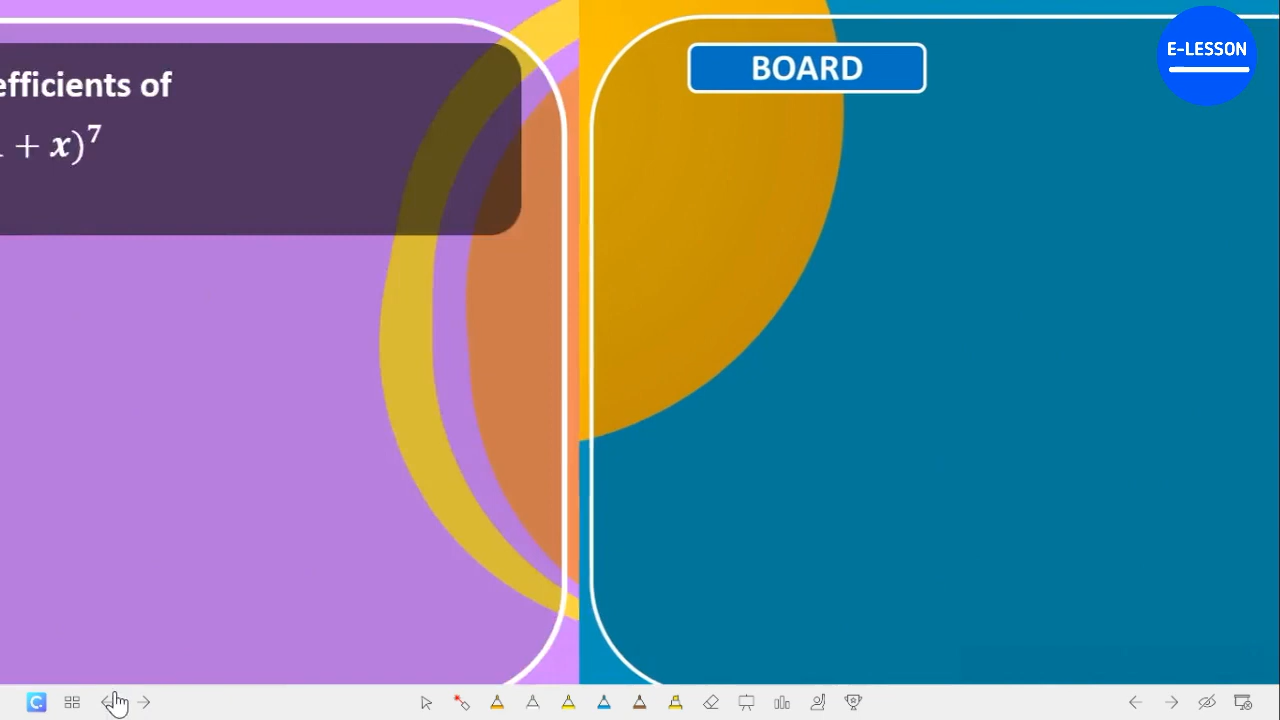 efficients of
+ x)⁷
BOARD
E-LESSON